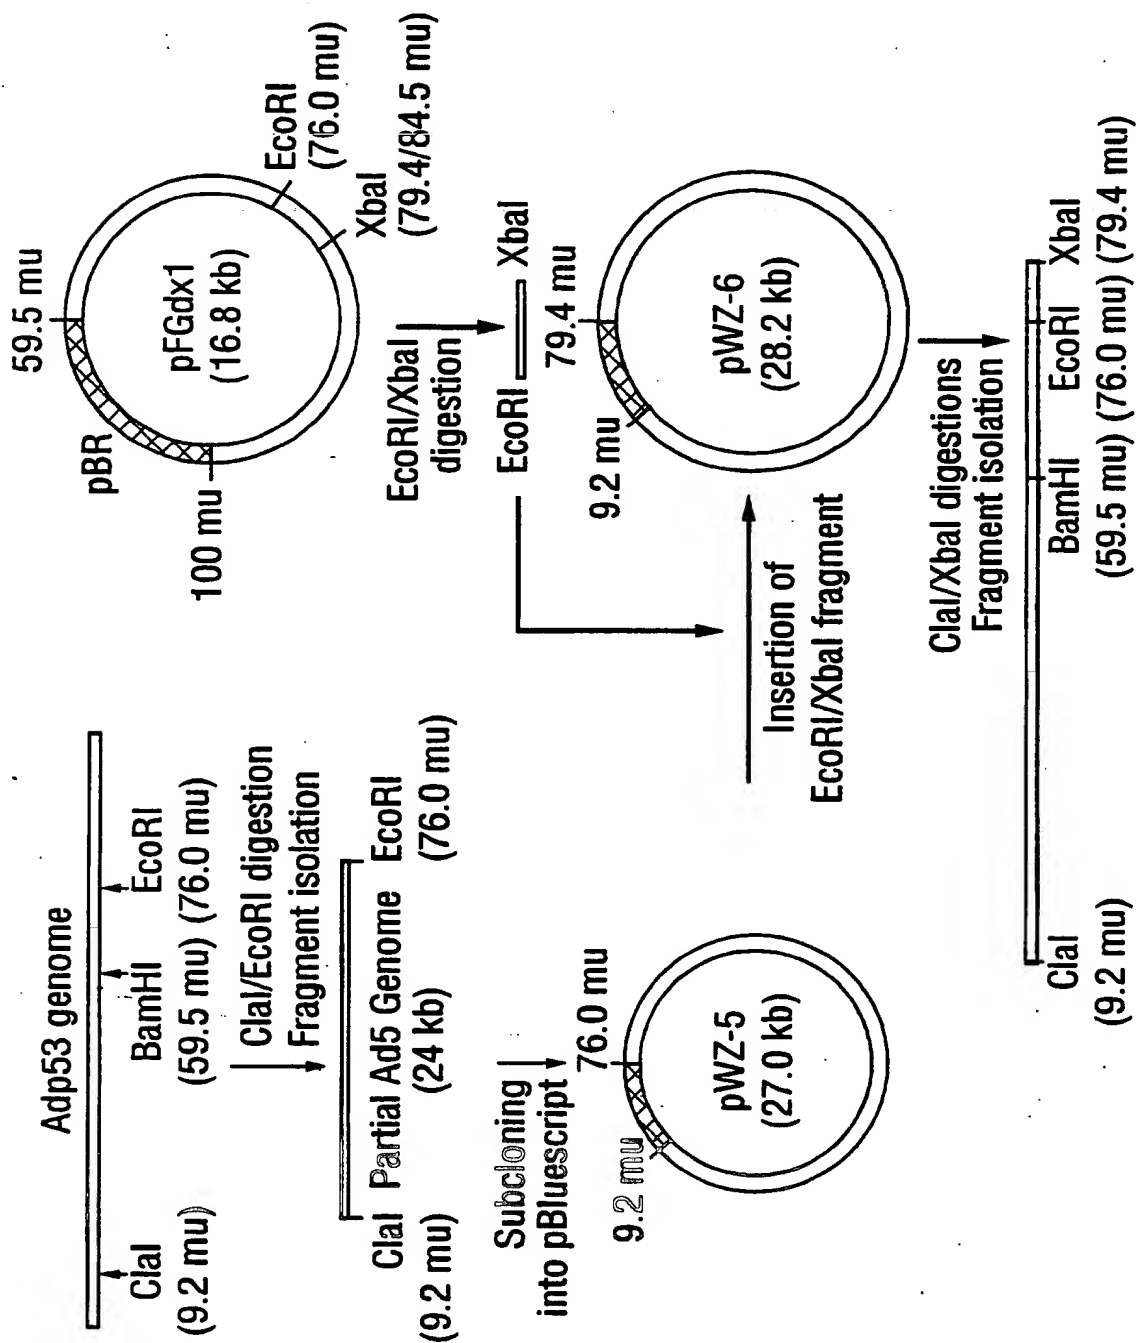 Adp53 genome
ClaI
(9.2 mu)
BamHI
(59.5 mu)
EcoRI
(76.0 mu)
ClaI/EcoRI digestion
Fragment isolation
ClaI
(9.2 mu)
Partial Ad5 Genome
(24 kb)
EcoRI
(76.0 mu)
Subcloning
into pBluescript
9.2 mu
76.0 mu
pWZ-5
(27.0 kb)
59.5 mu
pBR
100 mu
pFGdx1
(16.8 kb)
EcoRI
(76.0 mu)
XbaI
(79.4/84.5 mu)
EcoRI/XbaI
digestion
EcoRI
XbaI
Insertion of
EcoRI/XbaI fragment
9.2 mu
79.4 mu
pWZ-6
(28.2 kb)
ClaI/XbaI digestions
Fragment isolation
ClaI
(9.2 mu)
BamHI
(59.5 mu)
EcoRI
(76.0 mu)
XbaI
(79.4 mu)